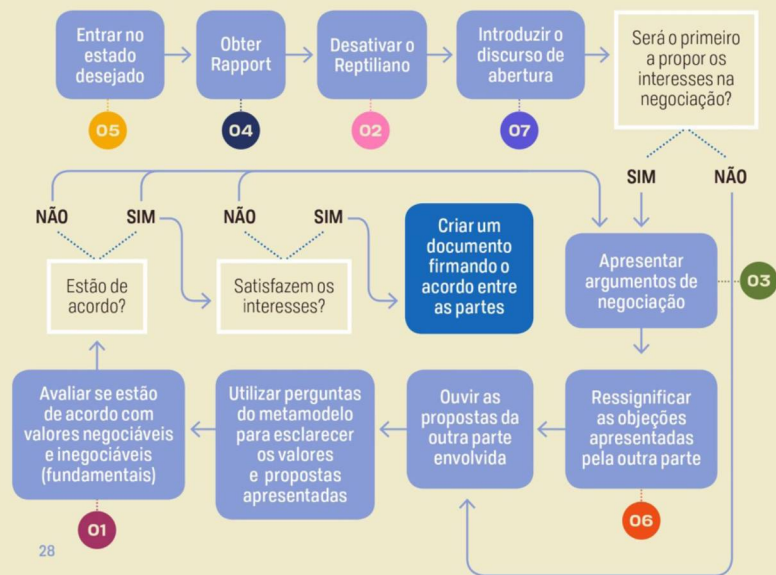 Entrar no
estado
desejado
05
Obter
Rapport
04
Desativar o
Reptiliano
02
Introduzir o
discurso de
abertura
07
Será o primeiro
a propor os
interesses na
negociação?
SIM
NÃO
NÃO
SIM
Estão de
acordo?
NÃO
SIM
Satisfazem os
interesses?
Criar um
documento
firmando o
acordo entre
as partes
Apresentar
argumentos de
negociação
03
Avaliar se estão
de acordo com
valores negociáveis
e inegociáveis
(fundamentais)
01
Utilizar perguntas
do metamodelo
para esclarecer
os valores
e propostas
apresentadas
Ouvir as
propostas da
outra parte
envolvida
Ressignificar
as objeções
apresentadas
pela outra parte
06
28